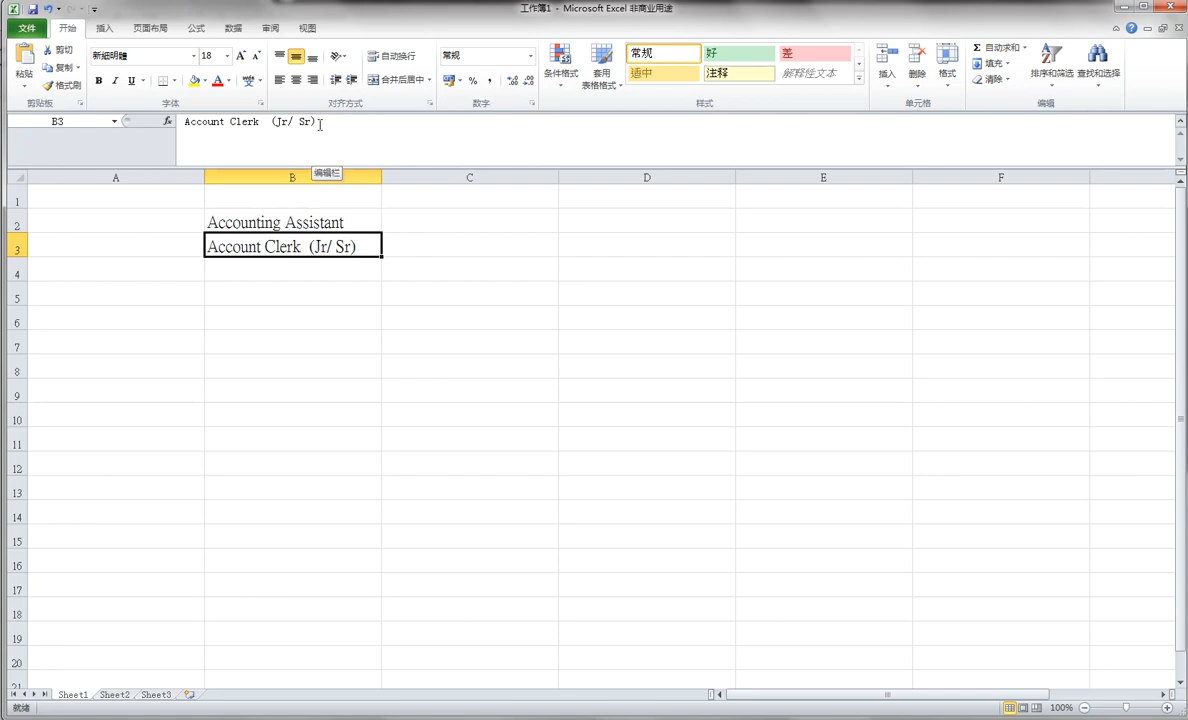 工作簿1 - Microsoft Excel 非商业用途
文件 开始 插入 页面布局 公式 数据 审阅 视图
粘贴 剪切 复制 格式刷
新細明體 18 A A
B I U A
自动换行
合并后居中
常规
% ,
条件格式 套用表格格式
常规 好 差
适中 注释 解释性文本
插入 删除 格式
Σ 自动求和 填充 清除
排序和筛选 查找和选择
剪贴板 字体 对齐方式 数字 样式 单元格 编辑
B3 fx Account Clerk  (Jr/ Sr)
编辑栏
A B C D E F
1
2 Accounting Assistant
3 Account Clerk  (Jr/ Sr)
4
5
6
7
8
9
10
11
12
13
14
15
16
17
18
19
20
21
Sheet1 Sheet2 Sheet3
就绪 100%